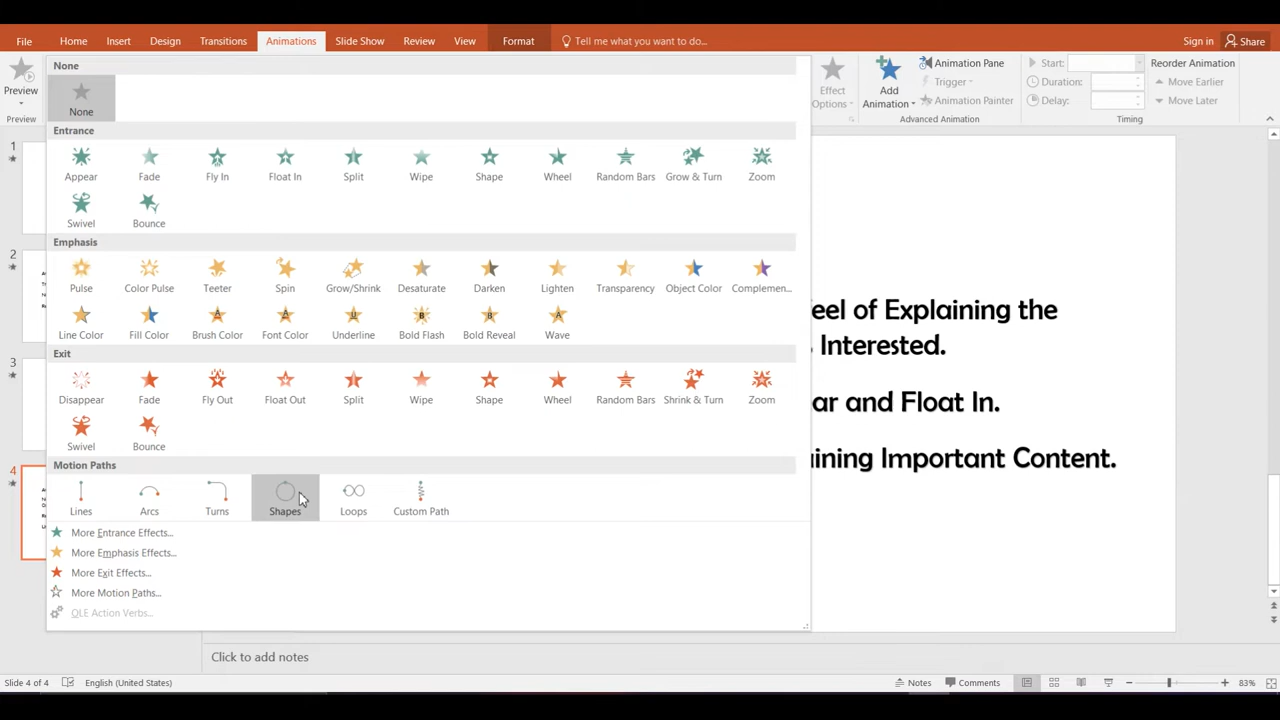 File Home Insert Design Transitions Animations Slide Show Review View Format Tell me what you want to do... Sign in Share
None
Preview
None
Effect Options
Add Animation
Animation Pane
Trigger
Animation Painter
Start:
Duration:
Delay:
Reorder Animation
Move Earlier
Move Later
Preview
Advanced Animation
Timing
Entrance
Appear Fade Fly In Float In Split Wipe Shape Wheel Random Bars Grow & Turn Zoom
Swivel Bounce
Emphasis
Pulse Color Pulse Teeter Spin Grow/Shrink Desaturate Darken Lighten Transparency Object Color Complemen...
Line Color Fill Color Brush Color Font Color Underline Bold Flash Bold Reveal Wave
Exit
Disappear Fade Fly Out Float Out Split Wipe Shape Wheel Random Bars Shrink & Turn Zoom
Swivel Bounce
Motion Paths
Lines Arcs Turns Shapes Loops Custom Path
More Entrance Effects...
More Emphasis Effects...
More Exit Effects...
More Motion Paths...
OLE Action Verbs...
1
2
3
4
eel of Explaining the
Interested.
ar and Float In.
ining Important Content.
Click to add notes
Slide 4 of 4 English (United States) Notes Comments 83%